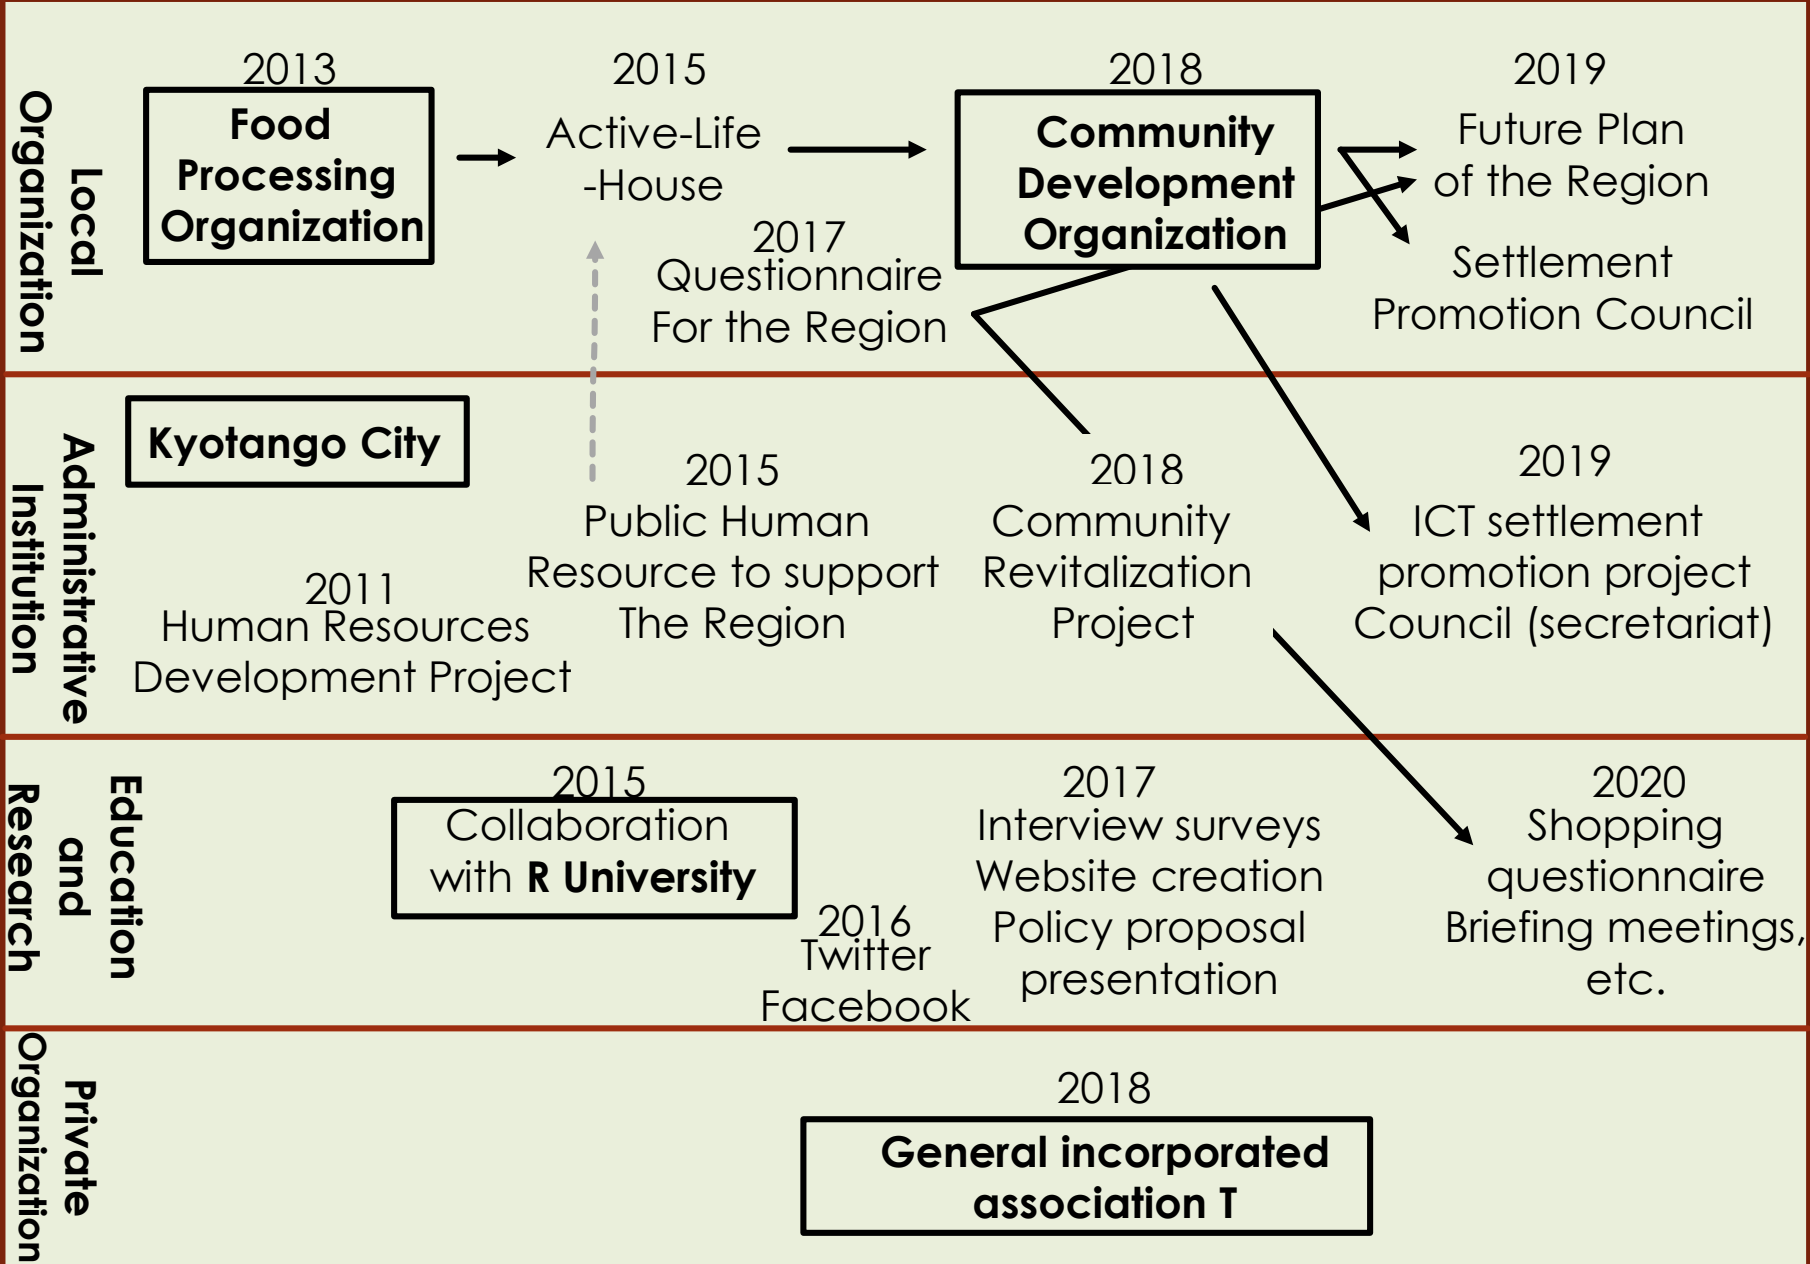 Local
Organization
2013
Food
Processing
Organization
2015
Active-Life
-House
2017
Questionnaire
For the Region
2018
Community
Development
Organization
2019
Future Plan
of the Region
Settlement
Promotion Council
Administrative
Institution
Kyotango City
2011
Human Resources
Development Project
2015
Public Human
Resource to support
The Region
2018
Community
Revitalization
Project
2019
ICT settlement
promotion project
Council (secretariat)
Education
and
Research
2015
Collaboration
with R University
2016
Twitter
Facebook
2017
Interview surveys
Website creation
Policy proposal
presentation
2020
Shopping
questionnaire
Briefing meetings,
etc.
Private
Organization
2018
General incorporated
association T